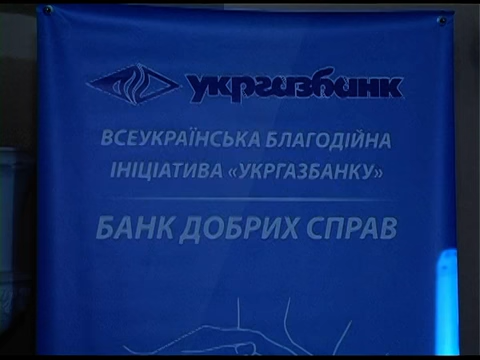 укргазбанк
ВСЕУКРАЇНСЬКА БЛАГОДІЙНА
ІНІЦІАТИВА «УКРГАЗБАНКУ»
БАНК ДОБРИХ СПРАВ